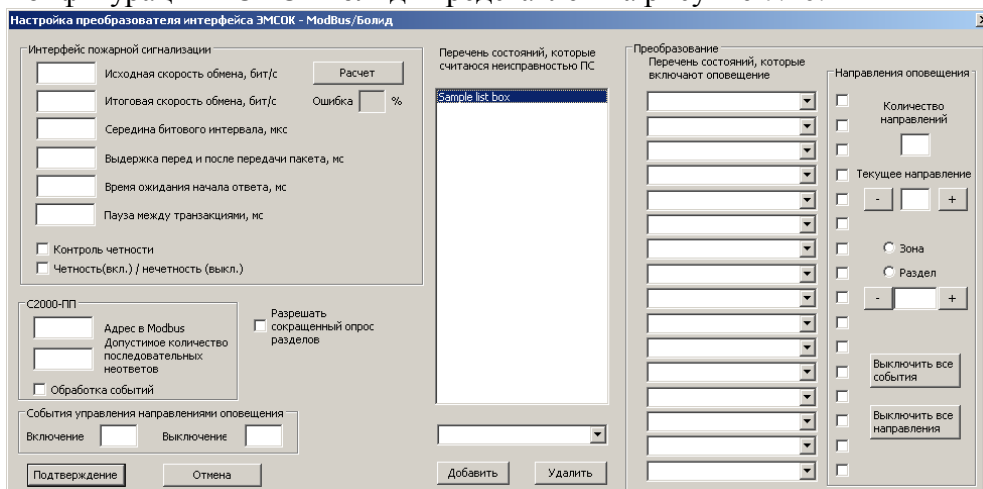 Настройка преобразователя интерфейса ЭМСОК - ModBus/Болид
Интерфейс пожарной сигнализации
Исходная скорость обмена, бит/с
Расчет
Итоговая скорость обмена, бит/с
Ошибка %
Середина битового интервала, мкс
Выдержка перед и после передачи пакета, мс
Время ожидания начала ответа, мс
Пауза между транзакциями, мс
Контроль четности
Четность(вкл.) / нечетность (выкл.)
С2000-ПП
Адрес в Modbus
Допустимое количество
последовательных
неответов
Обработка событий
Разрешать
сокращенный опрос
разделов
События управления направлениями оповещения
Включение
Выключение
Подтверждение
Отмена
Перечень состояний, которые
считаюся неисправностью ПС
Sample list box
Добавить
Удалить
Преобразование
Перечень состояний, которые
включают оповещение
Направления оповещения
Количество
направлений
Текущее направление
- +
Зона
Раздел
- +
Выключить все
события
Выключить все
направления